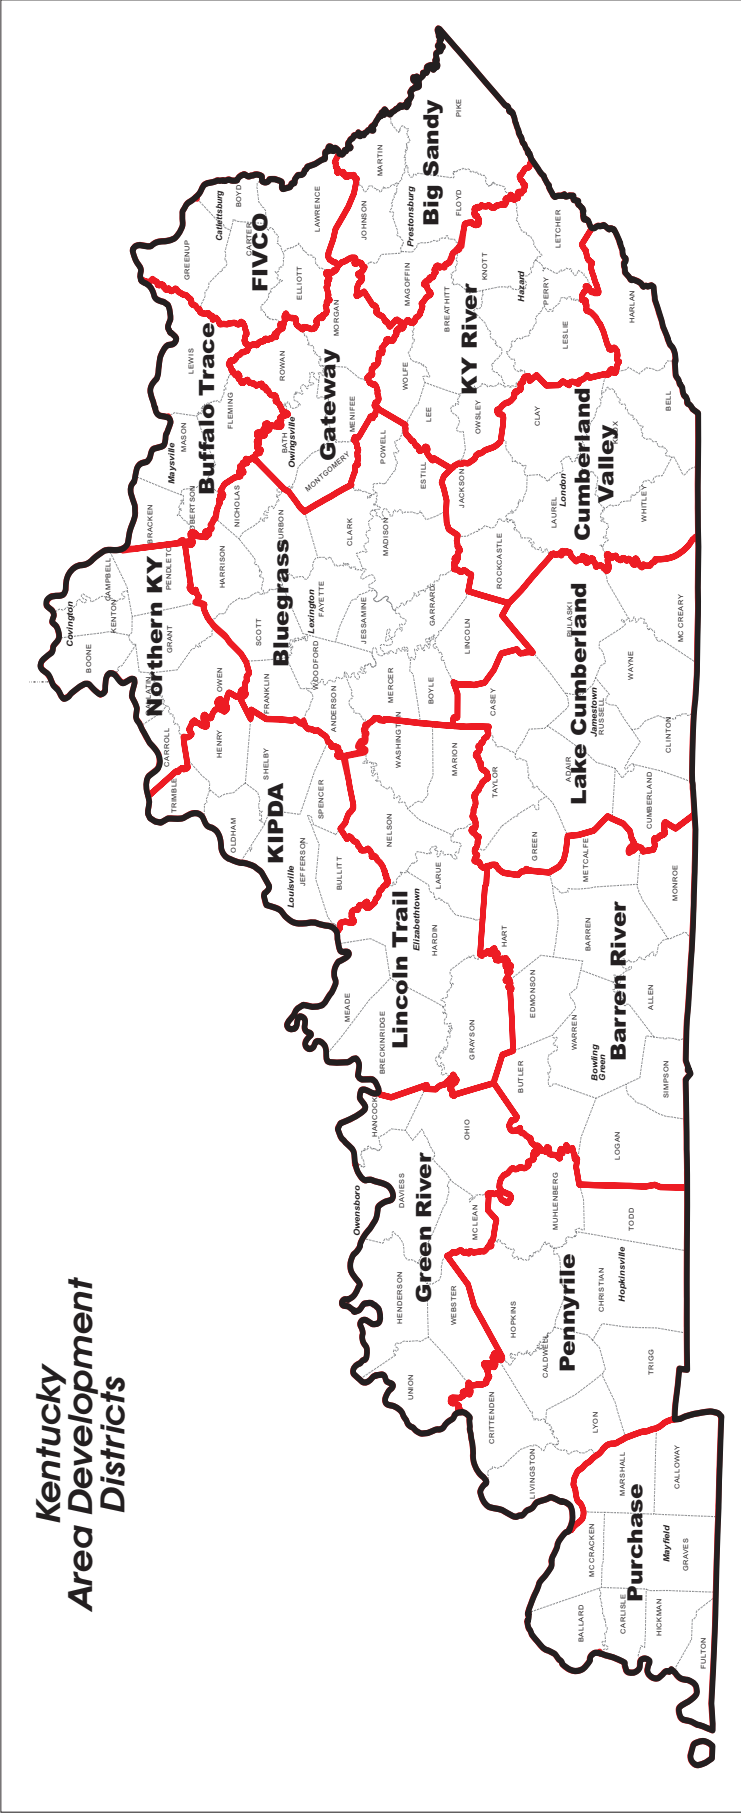 Kentucky
Area Development
Districts
Purchase
BALLARD
MCCRACKEN
CARLISLE
HICKMAN
Mayfield
GRAVES
FULTON
MARSHALL
CALLOWAY
Pennyrile
LIVINGSTON
CRITTENDEN
LYON
CALDWELL
HOPKINS
TRIGG
CHRISTIAN
Hopkinsville
TODD
MUHLENBERG
Green River
UNION
HENDERSON
WEBSTER
Owensboro
DAVIESS
MCLEAN
HANCOCK
OHIO
Barren River
BUTLER
LOGAN
SIMPSON
WARREN
Bowling
Green
EDMONSON
ALLEN
HART
BARREN
METCALFE
MONROE
Lincoln Trail
MEADE
BRECKINRIDGE
GRAYSON
Elizabethtown
HARDIN
LARUE
NELSON
MARION
WASHINGTON
KIPDA
Louisville
JEFFERSON
OLDHAM
BULLITT
SPENCER
SHELBY
HENRY
TRIMBLE
Northern KY
CARROLL
OWEN
GRANT
BOONE
Covington
KENTON
CAMPBELL
Bluegrass
FRANKLIN
ANDERSON
WOODFORD
SCOTT
Lexington
FAYETTE
HARRISON
NICHOLAS
MERCER
BOYLE
JESSAMINE
GARRARD
LINCOLN
CLARK
MADISON
ESTILL
POWELL
Lake Cumberland
TAYLOR
GREEN
ADAIR
CASEY
Jamestown
RUSSELL
CUMBERLAND
CLINTON
WAYNE
PULASKI
MC CREARY
Cumberland
Valley
ROCKCASTLE
JACKSON
LAUREL
London
CLAY
WHITLEY
BELL
HARLAN
Buffalo Trace
BRACKEN
Maysville
MASON
FLEMING
LEWIS
Gateway
MONTGOMERY
BATH
Owingsville
MENIFEE
ROWAN
MORGAN
FIVCO
GREENUP
Catlettsburg
BOYD
CARTER
ELLIOTT
LAWRENCE
Big Sandy
MARTIN
JOHNSON
Prestonsburg
FLOYD
MAGOFFIN
PIKE
KY River
WOLFE
LEE
OWSLEY
BREATHITT
KNOTT
Hazard
PERRY
LESLIE
LETCHER